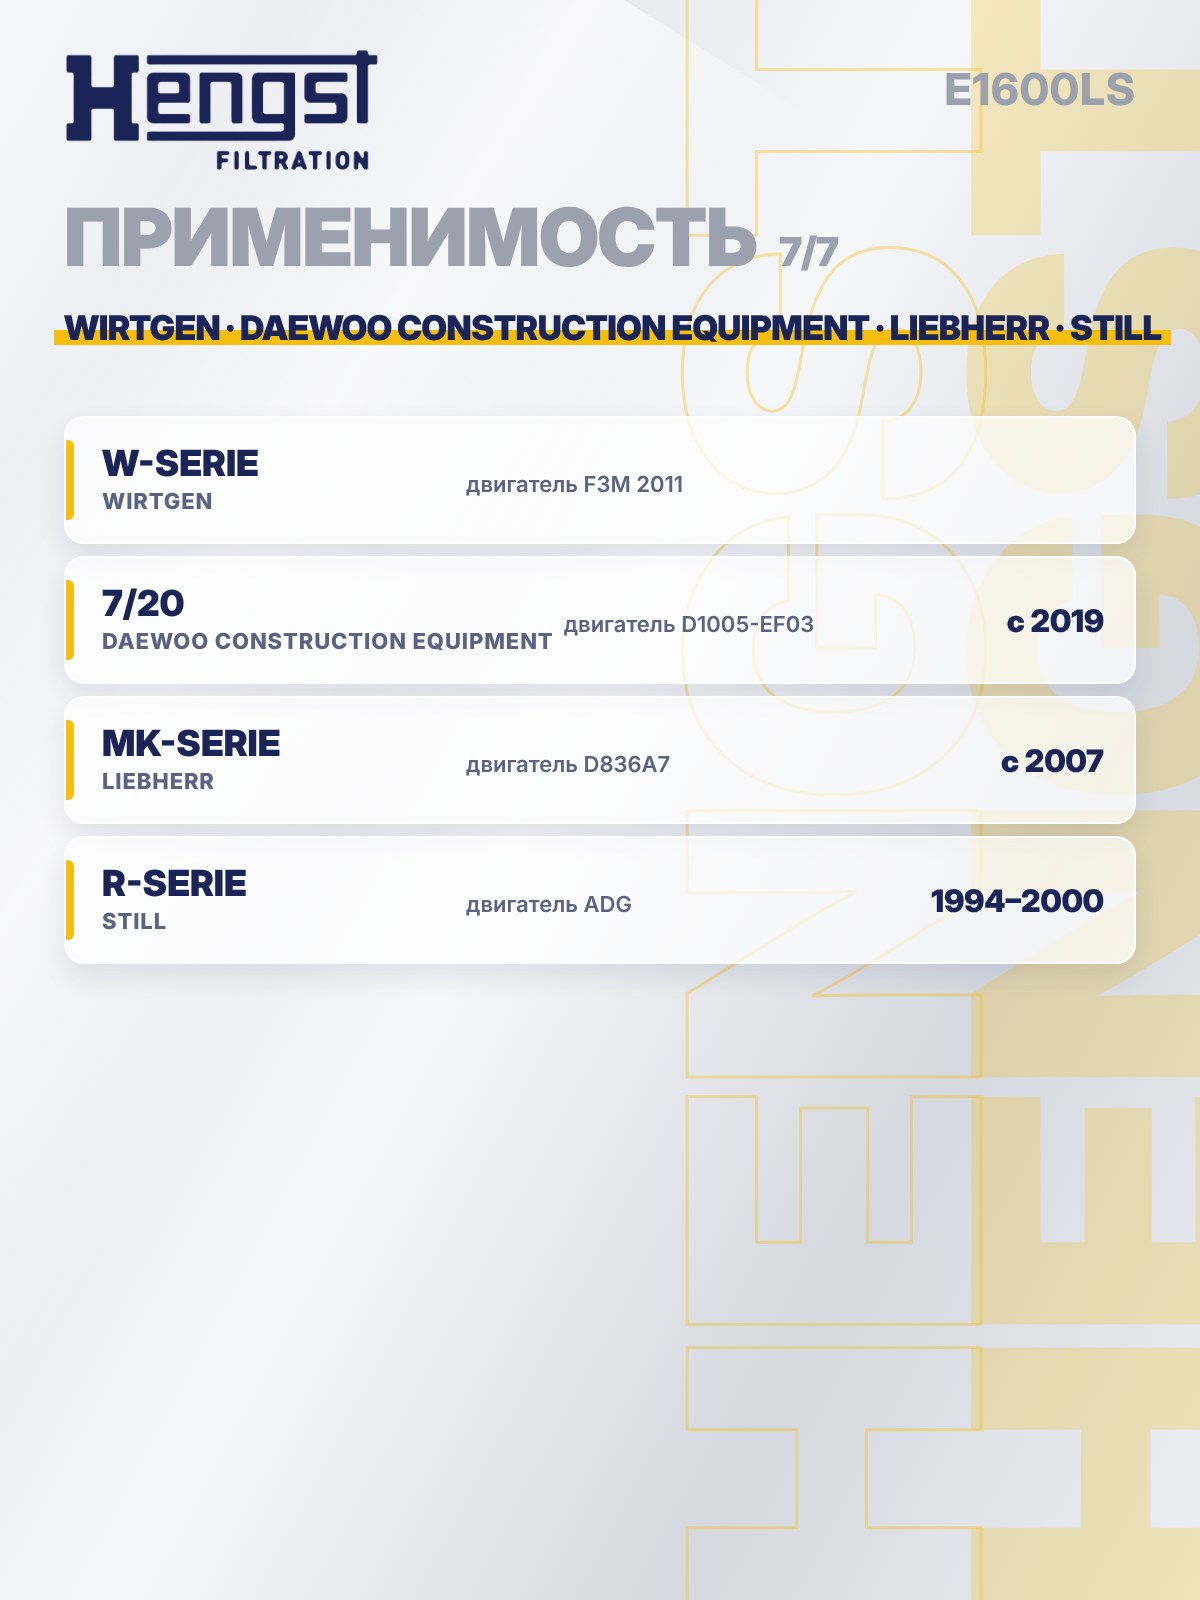 Hengst
FILTRATION
E1600LS
ПРИМЕНИМОСТЬ 7/7
WIRTGEN · DAEWOO CONSTRUCTION EQUIPMENT · LIEBHERR · STILL
W-SERIE
WIRTGEN
двигатель F3M 2011
7/20
DAEWOO CONSTRUCTION EQUIPMENT
двигатель D1005-EF03
с 2019
MK-SERIE
LIEBHERR
двигатель D836A7
с 2007
R-SERIE
STILL
двигатель ADG
1994–2000
HENGST
HENGST